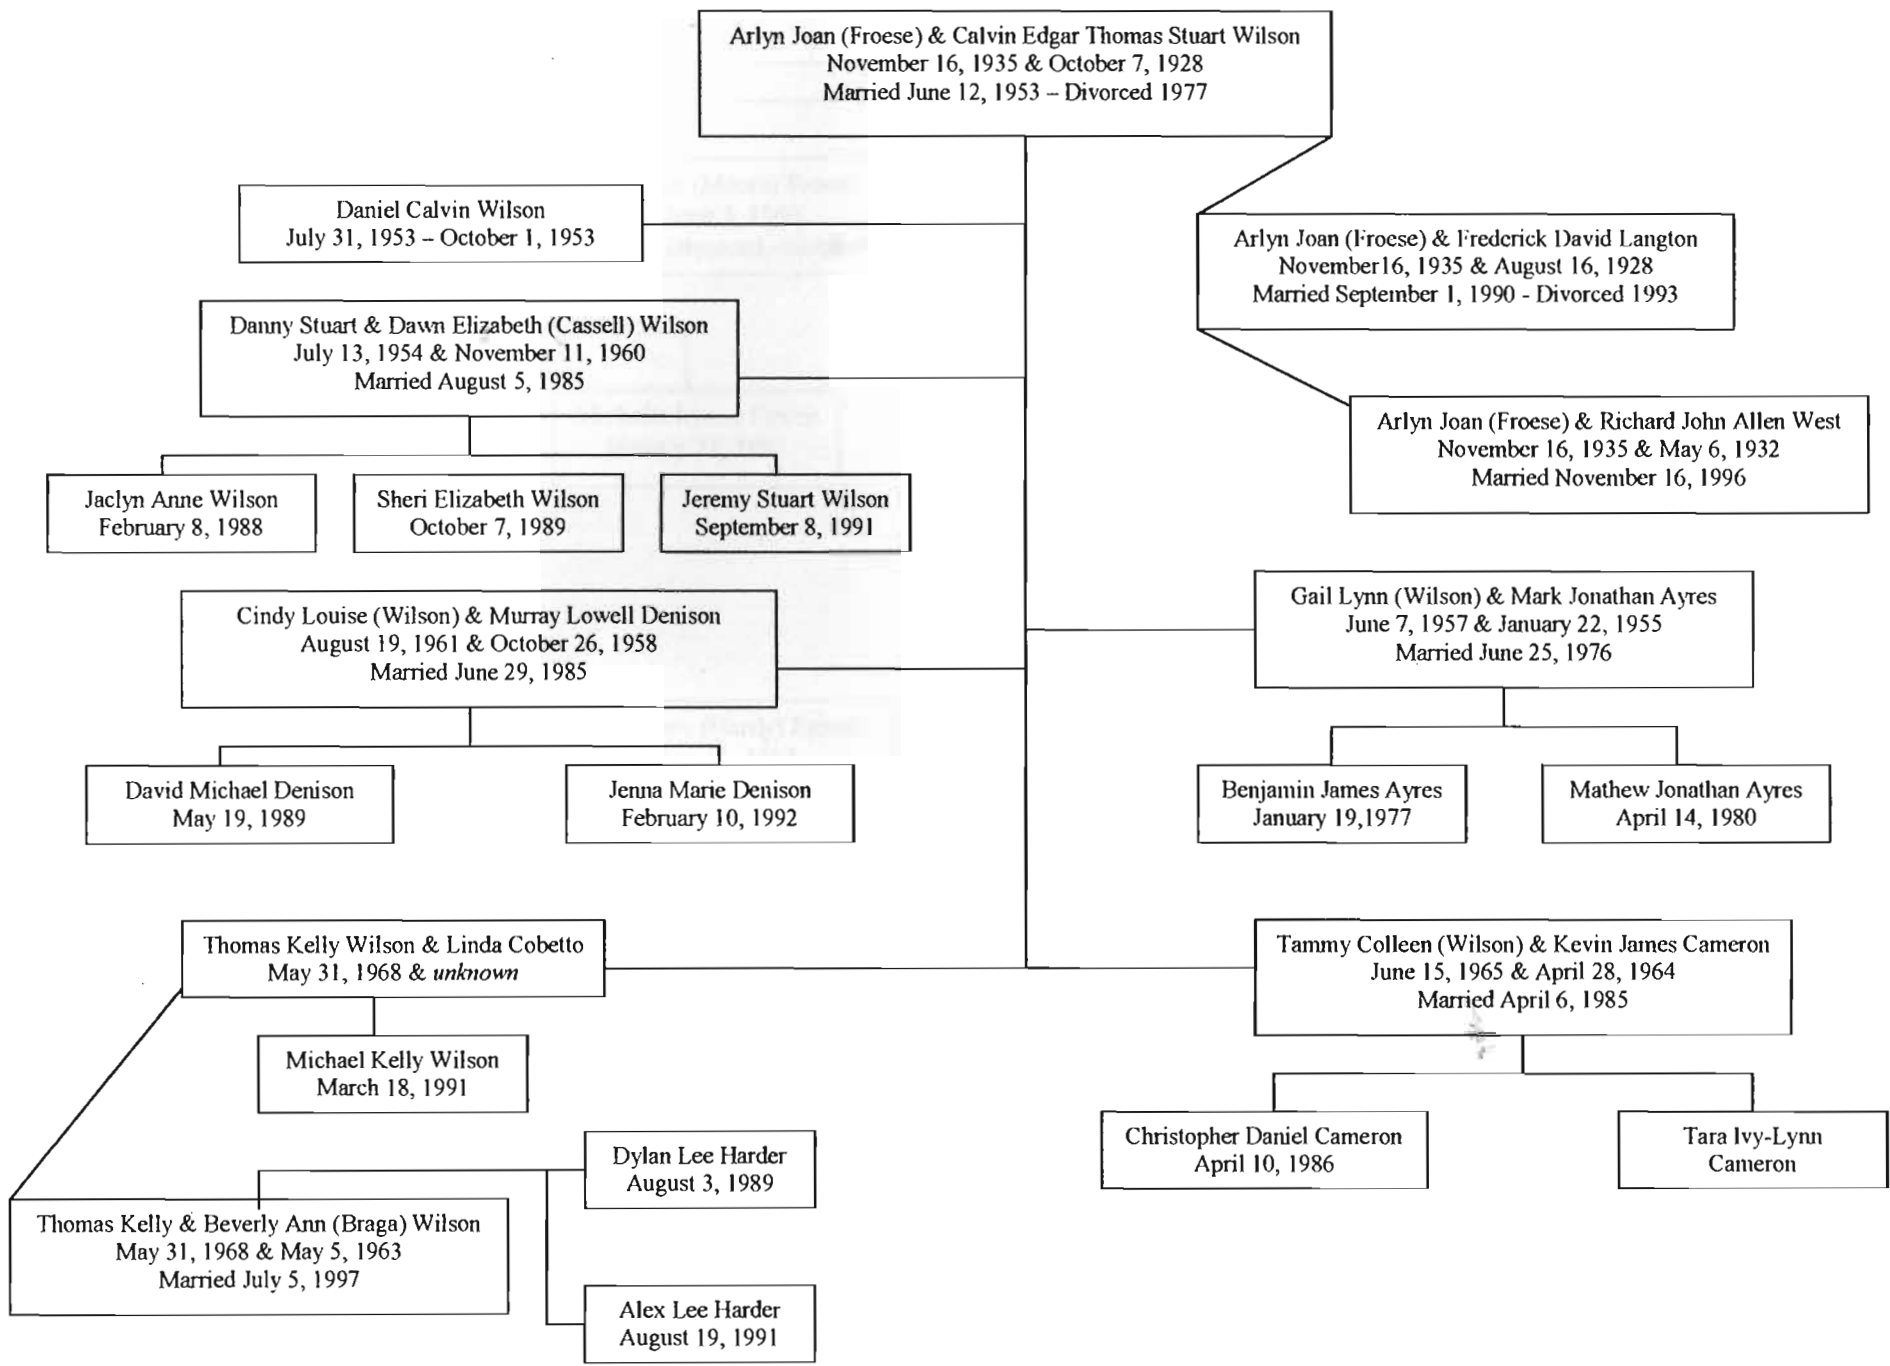 Arlyn Joan (Froese) & Calvin Edgar Thomas Stuart Wilson
November 16, 1935 & October 7, 1928
Married June 12, 1953 – Divorced 1977
Daniel Calvin Wilson
July 31, 1953 – October 1, 1953
Arlyn Joan (Froese) & Frederick David Langton
November16, 1935 & August 16, 1928
Married September 1, 1990 - Divorced 1993
Danny Stuart & Dawn Elizabeth (Cassell) Wilson
July 13, 1954 & November 11, 1960
Married August 5, 1985
Arlyn Joan (Froese) & Richard John Allen West
November 16, 1935 & May 6, 1932
Married November 16, 1996
Jaclyn Anne Wilson
February 8, 1988
Sheri Elizabeth Wilson
October 7, 1989
Jeremy Stuart Wilson
September 8, 1991
Cindy Louise (Wilson) & Murray Lowell Denison
August 19, 1961 & October 26, 1958
Married June 29, 1985
Gail Lynn (Wilson) & Mark Jonathan Ayres
June 7, 1957 & January 22, 1955
Married June 25, 1976
David Michael Denison
May 19, 1989
Jenna Marie Denison
February 10, 1992
Benjamin James Ayres
January 19,1977
Mathew Jonathan Ayres
April 14, 1980
Thomas Kelly Wilson & Linda Cobetto
May 31, 1968 & unknown
Tammy Colleen (Wilson) & Kevin James Cameron
June 15, 1965 & April 28, 1964
Married April 6, 1985
Michael Kelly Wilson
March 18, 1991
Christopher Daniel Cameron
April 10, 1986
Tara Ivy-Lynn
Cameron
Dylan Lee Harder
August 3, 1989
Thomas Kelly & Beverly Ann (Braga) Wilson
May 31, 1968 & May 5, 1963
Married July 5, 1997
Alex Lee Harder
August 19, 1991